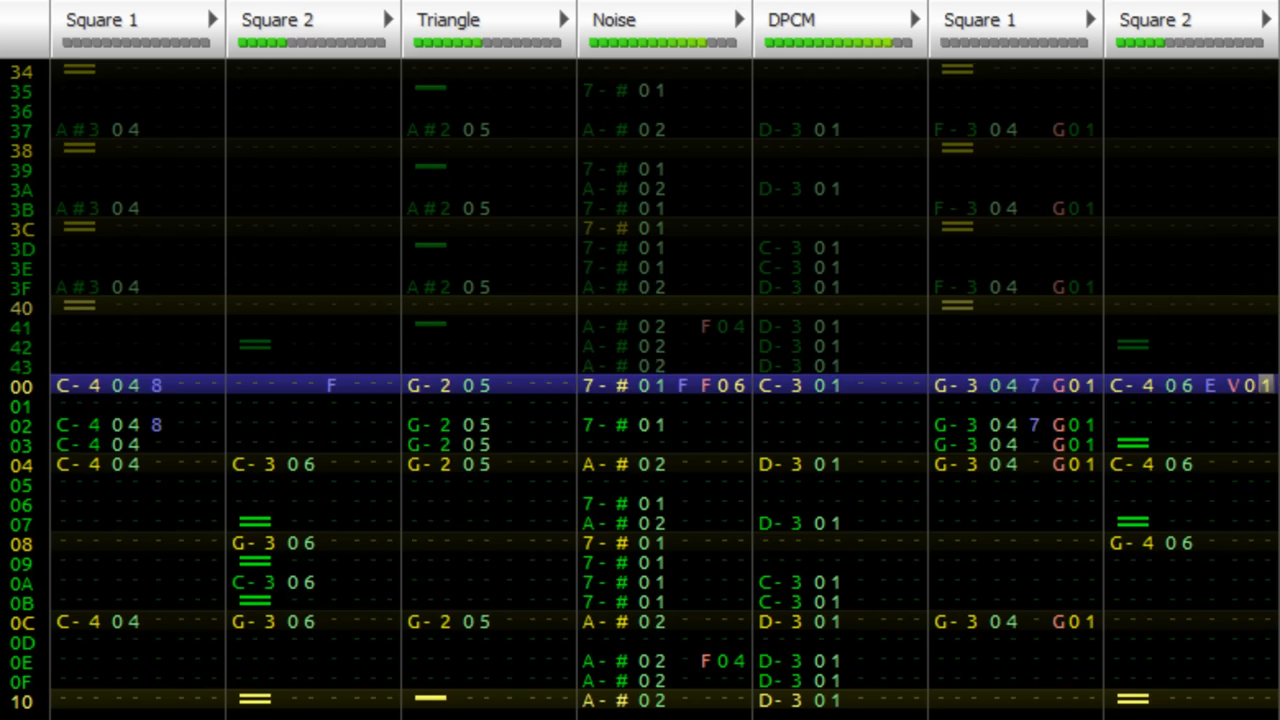 Square 1 Square 2 Triangle Noise DPCM Square 1 Square 2
34
35 7-# 01
36
37 A#3 04 A#2 05 A-# 02 D-3 01 F-3 04 G01
38
39 7-# 01
3A A-# 02 D-3 01
3B A#3 04 A#2 05 7-# 01 F-3 04 G01
3C 7-# 01
3D 7-# 01 C-3 01
3E 7-# 01 C-3 01
3F A#3 04 A#2 05 A-# 02 D-3 01 F-3 04 G01
40
41 A-# 02 F04 D-3 01
42 A-# 02 D-3 01
43 A-# 02 D-3 01
00 C-4 04 8 F G-2 05 7-# 01 F F06 C-3 01 G-3 04 7 G01 C-4 06 E V01
01
02 C-4 04 8 G-2 05 7-# 01 G-3 04 7 G01
03 C-4 04 G-2 05 G-3 04 G01
04 C-4 04 C-3 06 G-2 05 A-# 02 D-3 01 G-3 04 G01 C-4 06
05
06 7-# 01
07 A-# 02 D-3 01
08 G-3 06 7-# 01 G-4 06
09 7-# 01
0A C-3 06 7-# 01 C-3 01
0B 7-# 01 C-3 01
0C C-4 04 G-3 06 G-2 05 A-# 02 D-3 01 G-3 04 G01
0D
0E A-# 02 F04 D-3 01
0F A-# 02 D-3 01
10 A-# 02 D-3 01